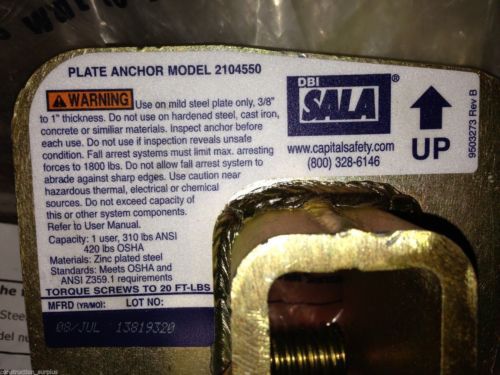 PLATE ANCHOR MODEL 2104550
WARNING Use on mild steel plate only, 3/8"
to 1" thickness. Do not use on hardened steel, cast iron,
concrete or similiar materials. Inspect anchor before
each use. Do not use if inspection reveals unsafe
condition. Fall arrest systems must limit max. arresting
forces to 1800 lbs. Do not allow fall arrest system to
abrade against sharp edges. Use caution near
hazardous thermal, electrical or chemical
sources. Do not exceed capacity of
this or other system components.
Refer to User Manual.
Capacity: 1 user, 310 lbs ANSI
420 lbs OSHA
Materials: Zinc plated steel
Standards: Meets OSHA and
ANSI Z359.1 requirements
TORQUE SCREWS TO 20 FT-LBS
MFRD (YR/MO): LOT NO:
08/JUL 13819320
DBI
SALA®
www.capitalsafety.com
(800) 328-6146
UP
9503273 Rev B
the
Steel
del nu
construction_surplus